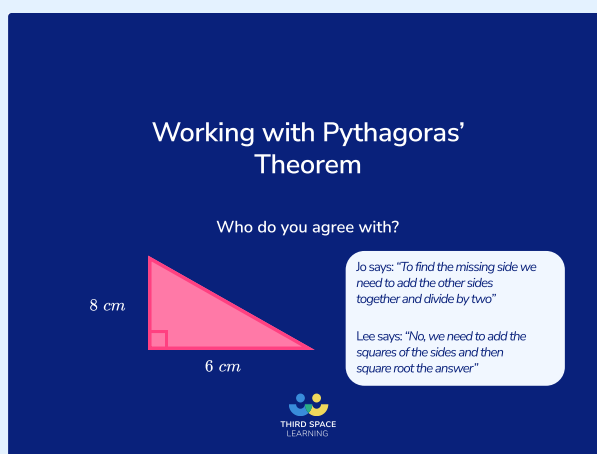 Working with Pythagoras’
Theorem
Who do you agree with?
8 cm
6 cm
Jo says: “To find the missing side we
need to add the other sides
together and divide by two”
Lee says: “No, we need to add the
squares of the sides and then
square root the answer”
THIRD SPACE
LEARNING